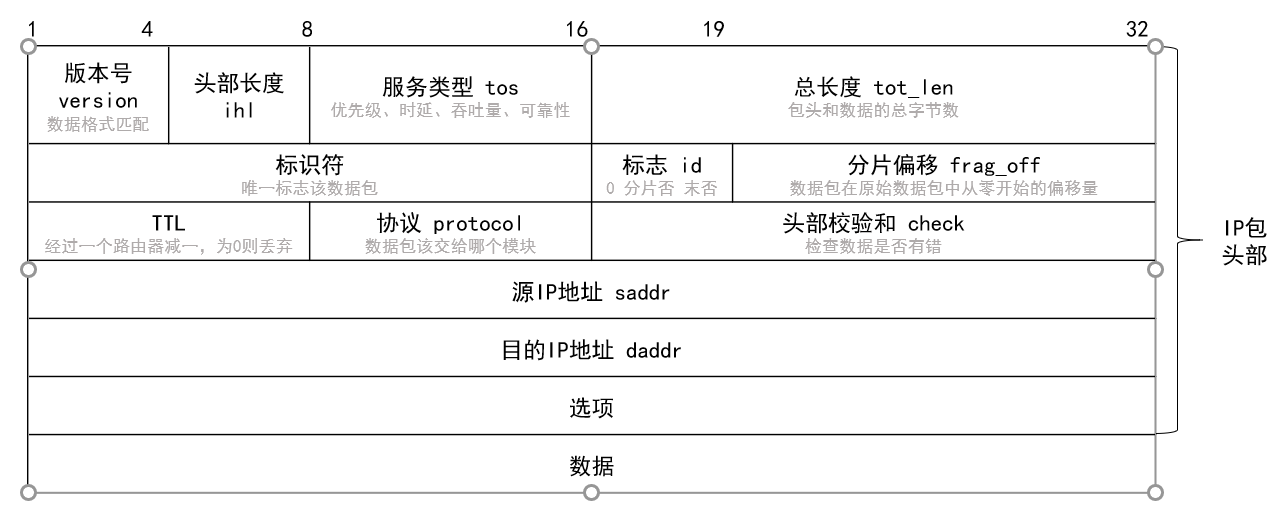 1 4 8 16 19 32
版本号
version
数据格式匹配
头部长度
ihl
服务类型 tos
优先级、时延、吞吐量、可靠性
总长度 tot_len
包头和数据的总字节数
标识符
唯一标志该数据包
标志 id
0 分片否 末否
分片偏移 frag_off
数据包在原始数据包中从零开始的偏移量
TTL
经过一个路由器减一，为0则丢弃
协议 protocol
数据包该交给哪个模块
头部校验和 check
检查数据是否有错
源IP地址 saddr
目的IP地址 daddr
选项
数据
IP包
头部